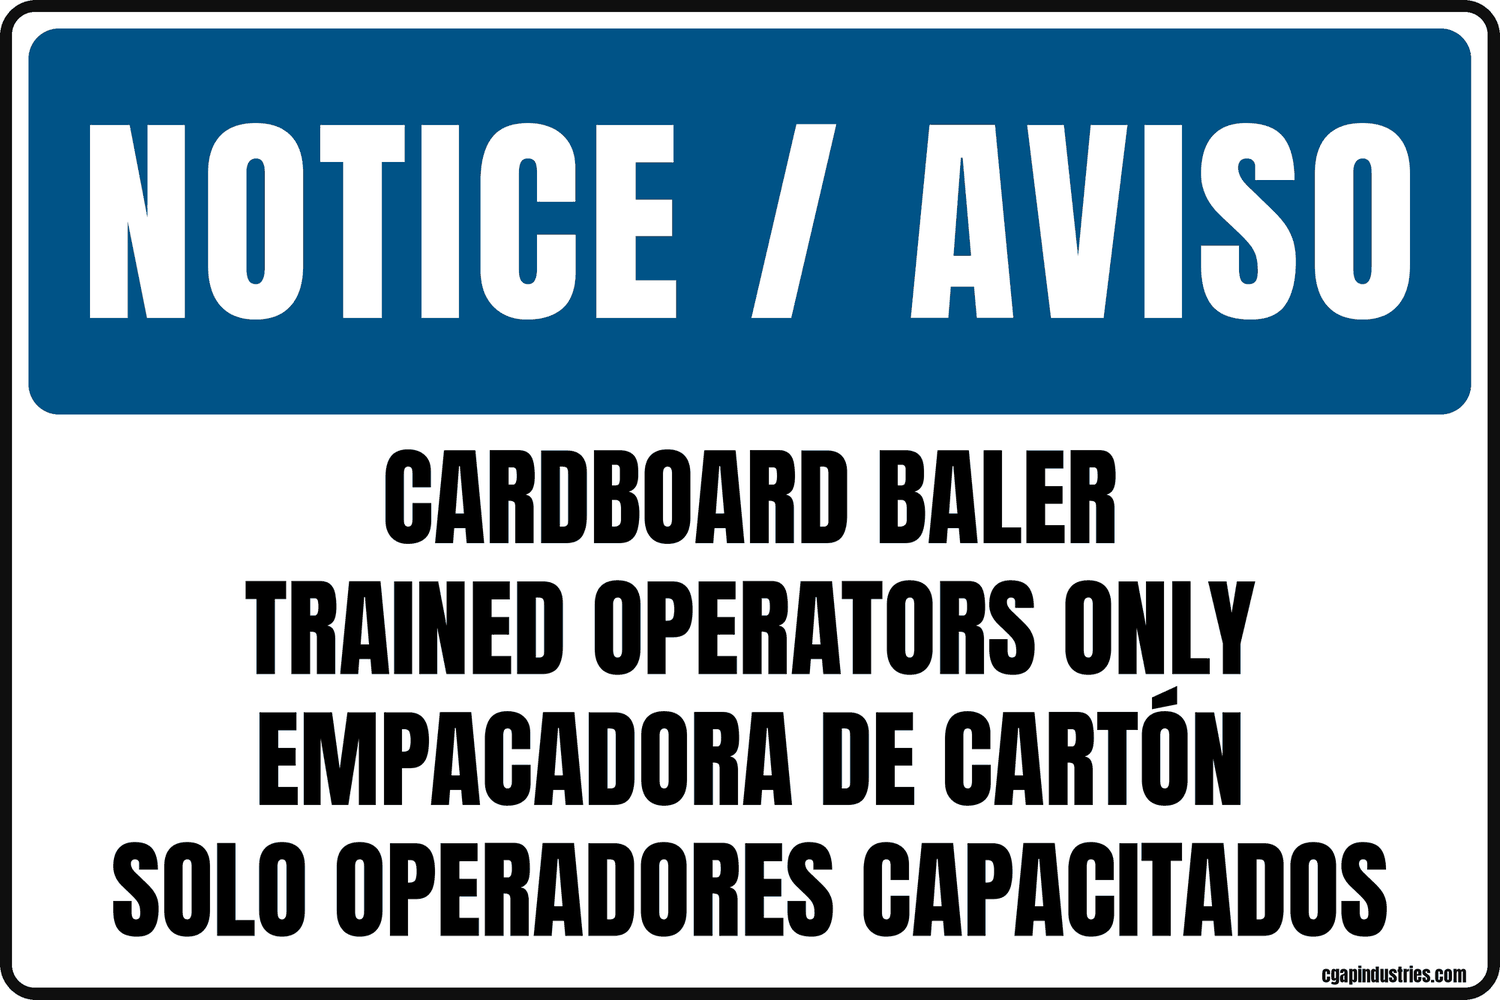 NOTICE / AVISO
CARDBOARD BALER
TRAINED OPERATORS ONLY
EMPACADORA DE CARTÓN
SOLO OPERADORES CAPACITADOS
cgapindustries.com